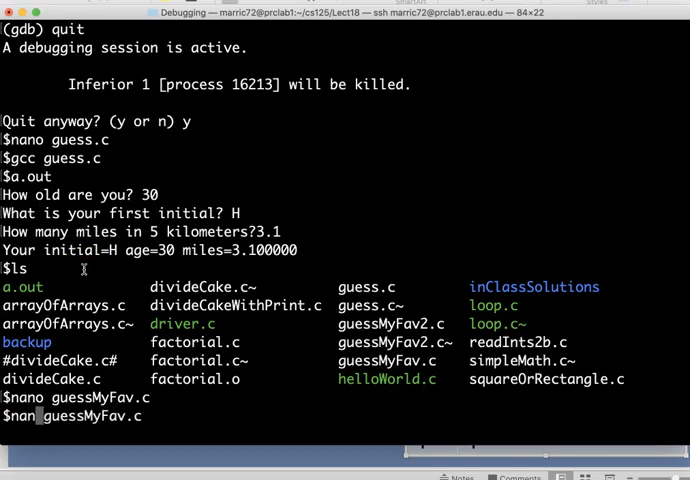 SmartArt
Styles
Debugging — marric72@prclab1:~/cs125/Lect18 — ssh marric72@prclab1.erau.edu — 84×22
(gdb) quit
A debugging session is active.
Inferior 1 [process 16213] will be killed.
Quit anyway? (y or n) y
$nano guess.c
$gcc guess.c
$a.out
How old are you? 30
What is your first initial? H
How many miles in 5 kilometers?3.1
Your initial=H age=30 miles=3.100000
$ls
a.out divideCake.c~ guess.c inClassSolutions
arrayOfArrays.c divideCakeWithPrint.c guess.c~ loop.c
arrayOfArrays.c~ driver.c guessMyFav2.c loop.c~
backup factorial.c guessMyFav2.c~ readInts2b.c
#divideCake.c# factorial.c~ guessMyFav.c simpleMath.c~
divideCake.c factorial.o helloWorld.c squareOrRectangle.c
$nano guessMyFav.c
$nan guessMyFav.c
Notes Comments